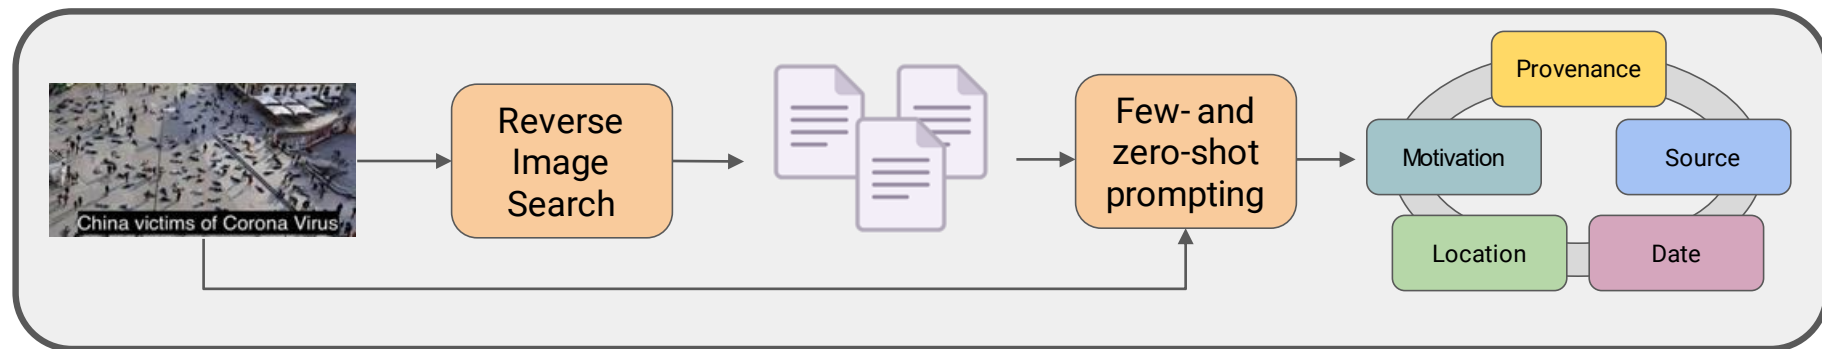 China victims of Corona Virus
Reverse
Image
Search
Few- and
zero-shot
prompting
Provenance
Motivation
Source
Location
Date